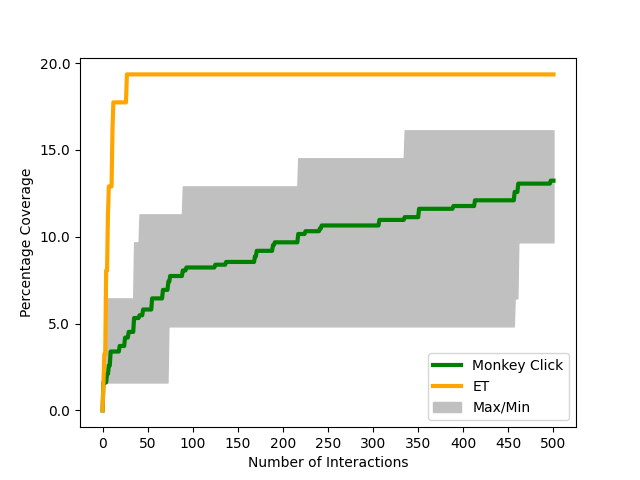 20.0
15.0
10.0
5.0
0.0
Percentage Coverage
Monkey Click
ET
Max/Min
0 50 100 150 200 250 300 350 400 450 500
Number of Interactions